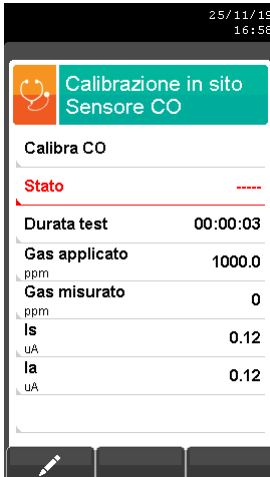 25/11/19
16:58
Calibrazione in sito
Sensore CO
Calibra CO
Stato -----
Durata test 00:00:03
Gas applicato 1000.0
ppm
Gas misurato 0
ppm
Is 0.12
uA
Ia 0.12
uA